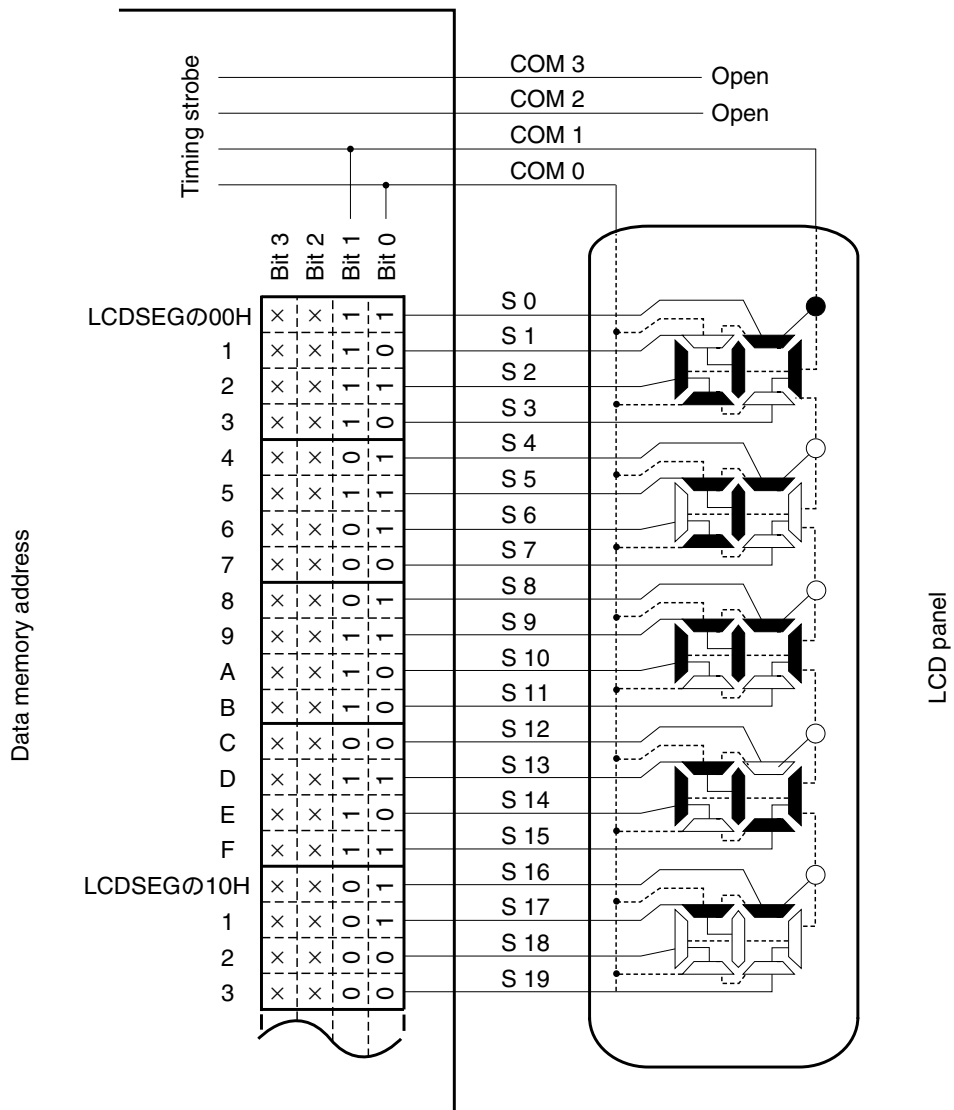 COM 3 Open
COM 2 Open
COM 1
COM 0
Timing strobe
Bit 3 Bit 2 Bit 1 Bit 0
LCDSEGの00H × × 1 1 S 0
1 × × 1 0 S 1
2 × × 1 1 S 2
3 × × 1 0 S 3
4 × × 0 1 S 4
5 × × 1 1 S 5
6 × × 0 1 S 6
7 × × 0 0 S 7
8 × × 0 1 S 8
9 × × 1 1 S 9
A × × 1 0 S 10
B × × 1 0 S 11
C × × 0 0 S 12
D × × 1 1 S 13
E × × 1 0 S 14
F × × 1 1 S 15
LCDSEGの10H × × 0 1 S 16
1 × × 0 1 S 17
2 × × 0 0 S 18
3 × × 0 0 S 19
Data memory address
LCD panel